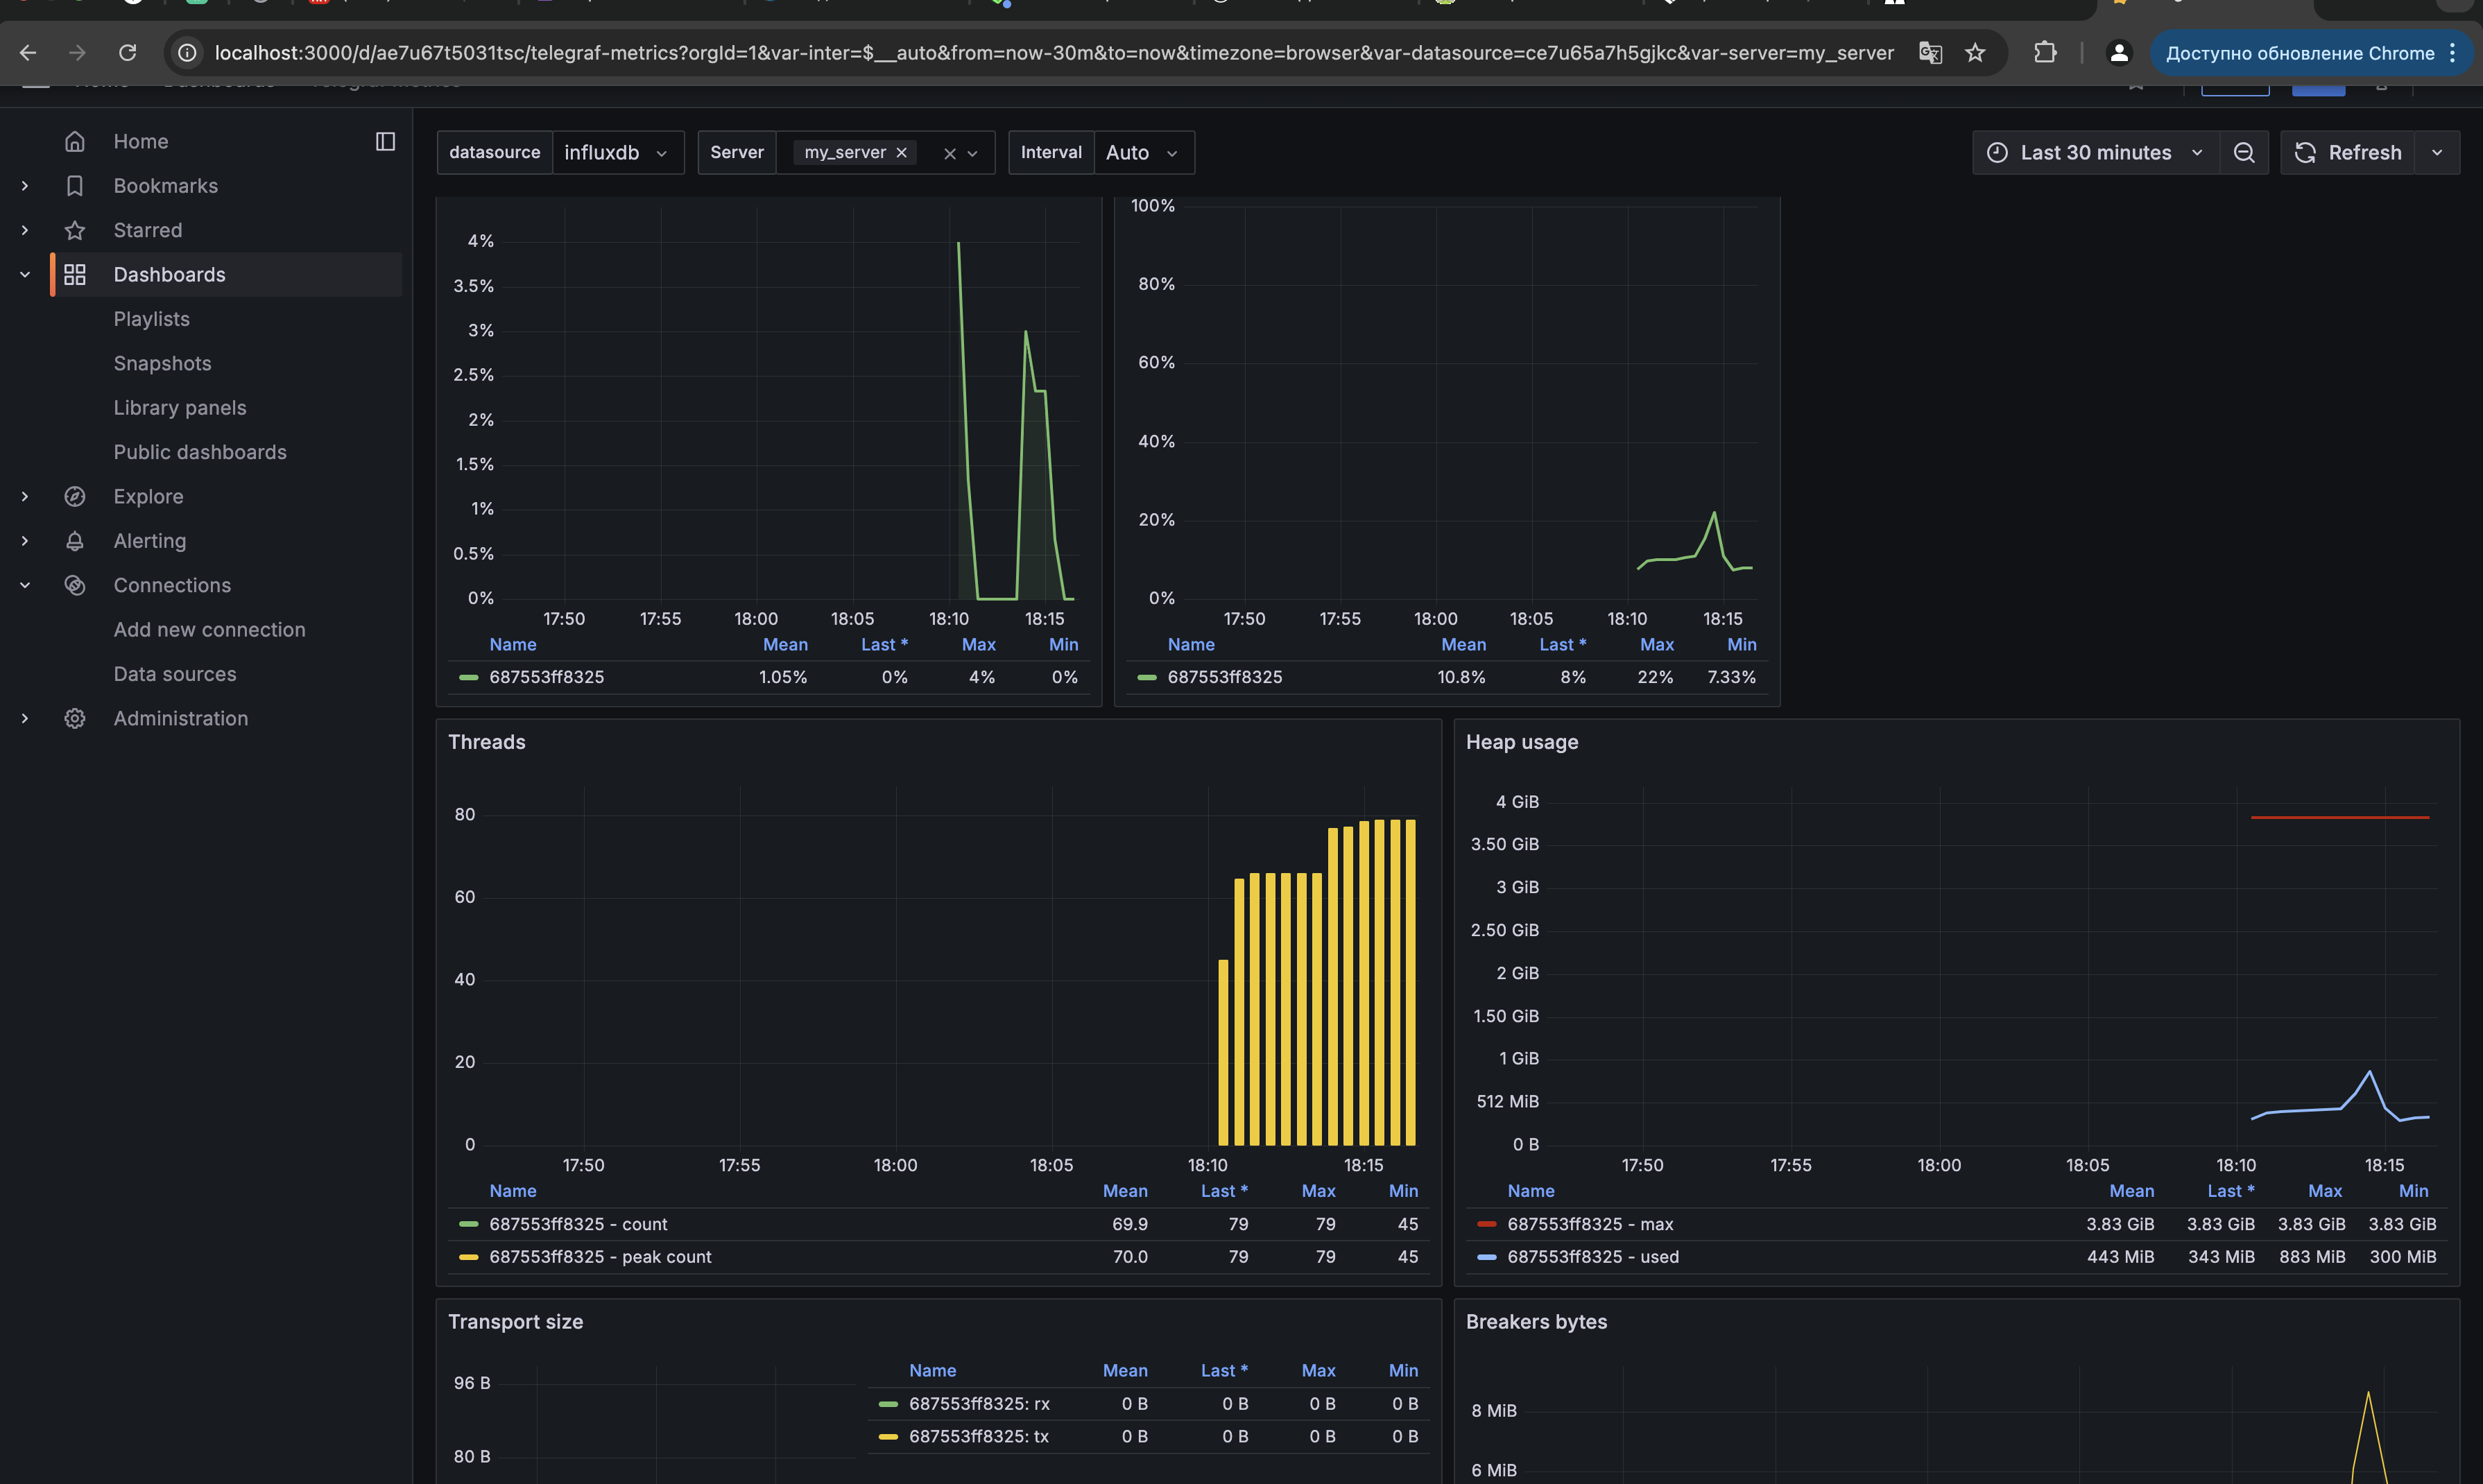 localhost:3000/d/ae7u67t5031tsc/telegraf-metrics?orgId=1&var-inter=$__auto&from=now-30m&to=now&timezone=browser&var-datasource=ce7u65a7h5gjkc&var-server=my_server
Доступно обновление Chrome
Home
Bookmarks
Starred
Dashboards
Playlists
Snapshots
Library panels
Public dashboards
Explore
Alerting
Connections
Add new connection
Data sources
Administration
datasource influxdb Server my_server Interval Auto Last 30 minutes Refresh
4%
3.5%
3%
2.5%
2%
1.5%
1%
0.5%
0%
17:50 17:55 18:00 18:05 18:10 18:15
Name Mean Last * Max Min
687553ff8325 1.05% 0% 4% 0%
100%
80%
60%
40%
20%
0%
17:50 17:55 18:00 18:05 18:10 18:15
Name Mean Last * Max Min
687553ff8325 10.8% 8% 22% 7.33%
Threads
80
60
40
20
0
17:50 17:55 18:00 18:05 18:10 18:15
Name Mean Last * Max Min
687553ff8325 - count 69.9 79 79 45
687553ff8325 - peak count 70.0 79 79 45
Heap usage
4 GiB
3.50 GiB
3 GiB
2.50 GiB
2 GiB
1.50 GiB
1 GiB
512 MiB
0 B
17:50 17:55 18:00 18:05 18:10 18:15
Name Mean Last * Max Min
687553ff8325 - max 3.83 GiB 3.83 GiB 3.83 GiB 3.83 GiB
687553ff8325 - used 443 MiB 343 MiB 883 MiB 300 MiB
Transport size
96 B
80 B
Name Mean Last * Max Min
687553ff8325: rx 0 B 0 B 0 B 0 B
687553ff8325: tx 0 B 0 B 0 B 0 B
Breakers bytes
8 MiB
6 MiB